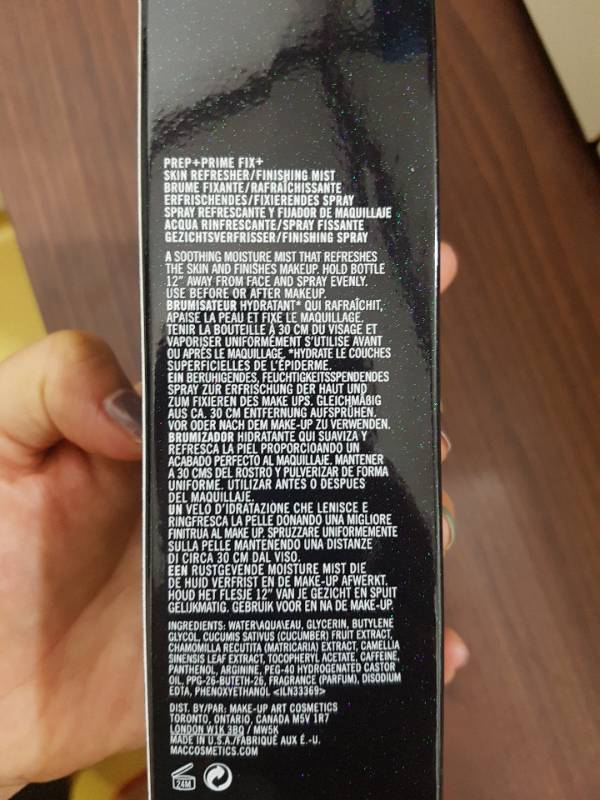 PREP+PRIME FIX+
SKIN REFRESHER/FINISHING MIST
BRUME FIXANTE/RAFRAÎCHISSANTE
ERFRISCHENDES/FIXIERENDES SPRAY
SPRAY REFRESCANTE Y FIJADOR DE MAQUILLAJE
ACQUA RINFRESCANTE/SPRAY FISSANTE
GEZICHTSVERFRISSER/FINISHING SPRAY
A SOOTHING MOISTURE MIST THAT REFRESHES
THE SKIN AND FINISHES MAKEUP. HOLD BOTTLE
12" AWAY FROM FACE AND SPRAY EVENLY.
USE BEFORE OR AFTER MAKEUP.
BRUMISATEUR HYDRATANT* QUI RAFRAÎCHIT,
APAISE LA PEAU ET FIXE LE MAQUILLAGE.
TENIR LA BOUTEILLE À 30 CM DU VISAGE ET
VAPORISER UNIFORMÉMENT S'UTILISE AVANT
OU APRÈS LE MAQUILLAGE. *HYDRATE LE COUCHES
SUPERFICIELLES DE L'ÉPIDERME.
EIN BERUHIGENDES, FEUCHTIGKEITSSPENDENDES
SPRAY ZUR ERFRISCHUNG DER HAUT UND
ZUM FIXIEREN DES MAKE UPS. GLEICHMÄßIG
AUS CA. 30 CM ENTFERNUNG AUFSPRÜHEN.
VOR ODER NACH DEM MAKE-UP ZU VERWENDEN.
BRUMIZADOR HIDRATANTE QUI SUAVIZA Y
REFRESCA LA PIEL PROPORCIOANDO UN
ACABADO PERFECTO AL MAQUILLAJE. MANTENER
A 30 CMS DEL ROSTRO Y PULVERIZAR DE FORMA
UNIFORME. UTILIZAR ANTES O DESPUES
DEL MAQUILLAJE.
UN VELO D'IDRATAZIONE CHE LENISCE E
RINGFRESCA LA PELLE DONANDO UNA MIGLIORE
FINITRUA AL MAKE UP. SPRUZZARE UNIFORMEMENTE
SULLA PELLE MANTENENDO UNA DISTANZE
DI CIRCA 30 CM DAL VISO.
EEN RUSTGEVENDE MOISTURE MIST DIE
DE HUID VERFRIST EN DE MAKE-UP AFWERKT.
HOUD HET FLESJE 12" VAN JE GEZICHT EN SPUIT
GELIJKMATIG. GEBRUIK VOOR EN NA DE MAKE-UP.
INGREDIENTS: WATER\AQUA\EAU, GLYCERIN, BUTYLENE
GLYCOL, CUCUMIS SATIVUS (CUCUMBER) FRUIT EXTRACT,
CHAMOMILLA RECUTITA (MATRICARIA) EXTRACT, CAMELLIA
SINENSIS LEAF EXTRACT, TOCOPHERYL ACETATE, CAFFEINE,
PANTHENOL, ARGININE, PEG-40 HYDROGENATED CASTOR
OIL, PPG-26-BUTETH-26, FRAGRANCE (PARFUM), DISODIUM
EDTA, PHENOXYETHANOL <ILN33369>
DIST. BY/PAR: MAKE-UP ART COSMETICS
TORONTO, ONTARIO, CANADA M5V 1R7
LONDON W1K 3BQ / MW5K
MADE IN U.S.A./FABRIQUÉ AUX É.-U.
MACCOSMETICS.COM
24M